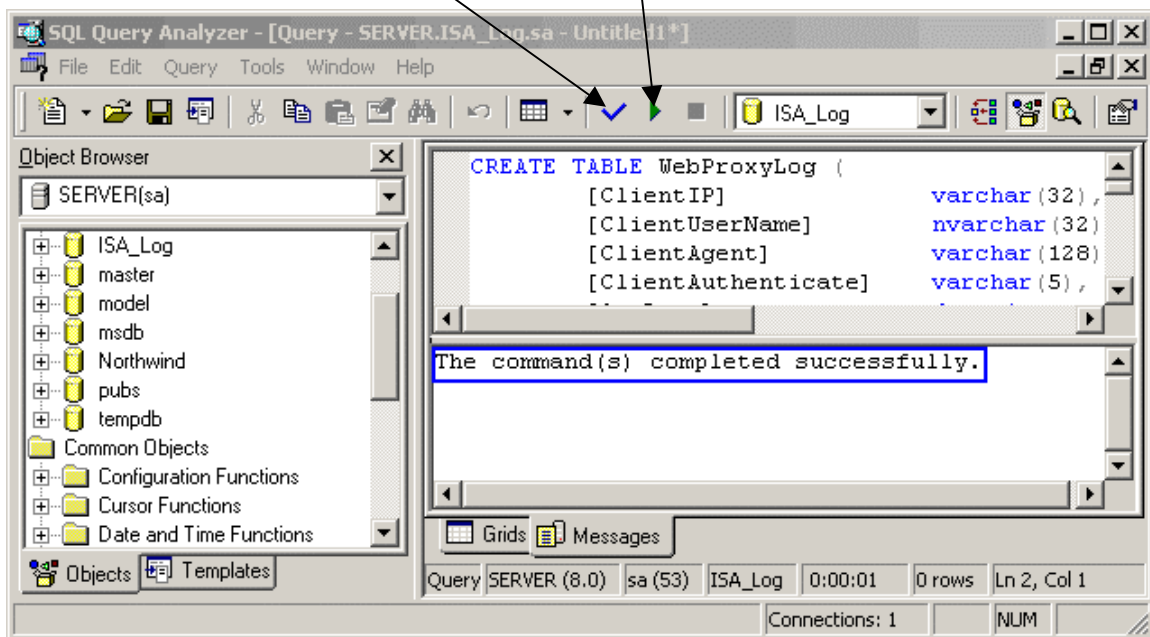 SQL Query Analyzer - [Query - SERVER.ISA_Log.sa - Untitled1*]
File Edit Query Tools Window Help
ISA_Log
Object Browser
SERVER(sa)
ISA_Log
master
model
msdb
Northwind
pubs
tempdb
Common Objects
Configuration Functions
Cursor Functions
Date and Time Functions
Objects Templates
CREATE TABLE WebProxyLog (
[ClientIP] varchar(32),
[ClientUserName] nvarchar(32)
[ClientAgent] varchar(128)
[ClientAuthenticate] varchar(5),
The command(s) completed successfully.
Grids Messages
Query SERVER (8.0) sa (53) ISA_Log 0:00:01 0 rows Ln 2, Col 1
Connections: 1 NUM